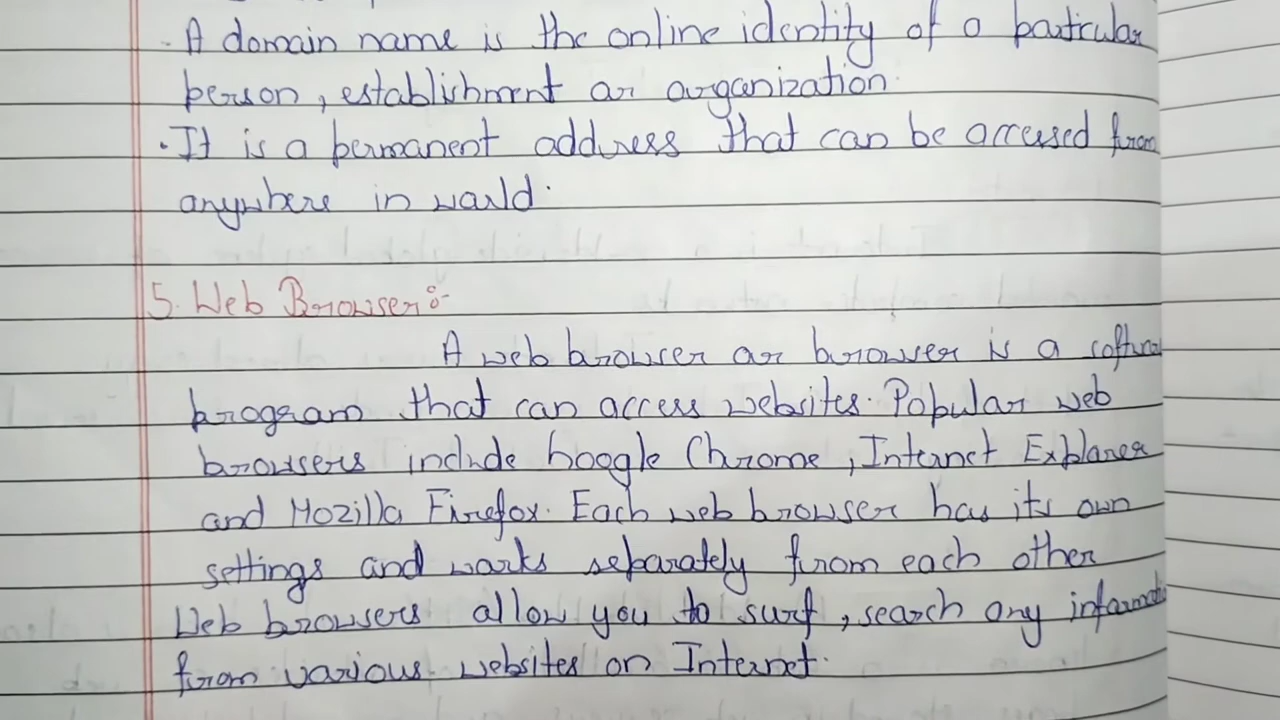 · A domain name is the online identity of a particular
person, establishment or organization.
· It is a permanent address that can be accessed from
anywhere in world.
5. Web Browser:-
A web browser or browser is a software
program that can access websites. Popular web
browsers include Google Chrome, Internet Explorer
and Mozilla Firefox. Each web browser has its own
settings and works separately from each other
Web browsers allow you to surf, search any
from various websites on Internet.